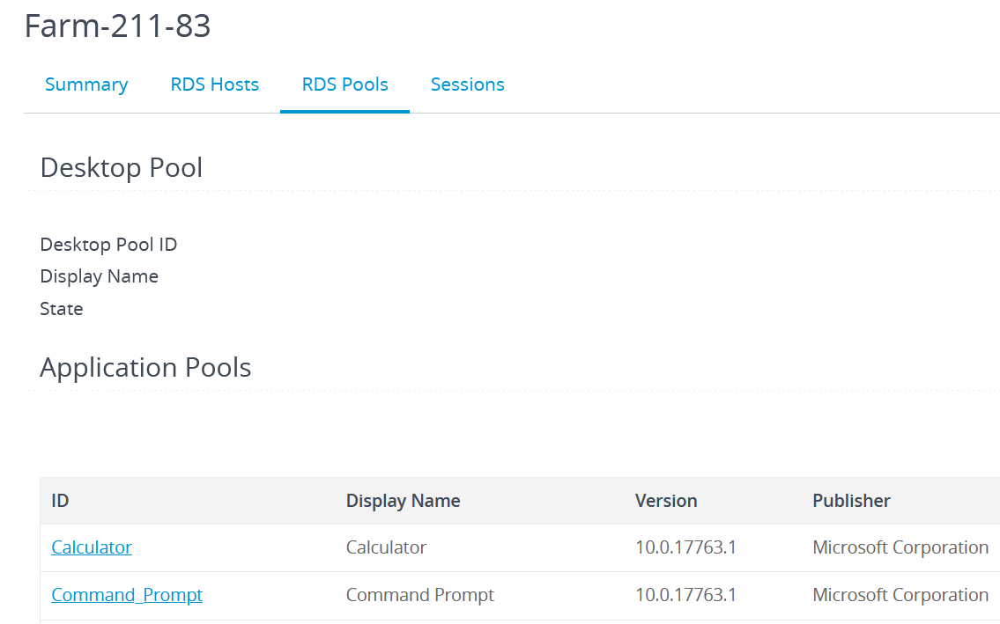 Farm-211-83
Summary RDS Hosts RDS Pools Sessions
Desktop Pool
Desktop Pool ID
Display Name
State
Application Pools
ID Display Name Version Publisher
Calculator Calculator 10.0.17763.1 Microsoft Corporation
Command_Prompt Command Prompt 10.0.17763.1 Microsoft Corporation